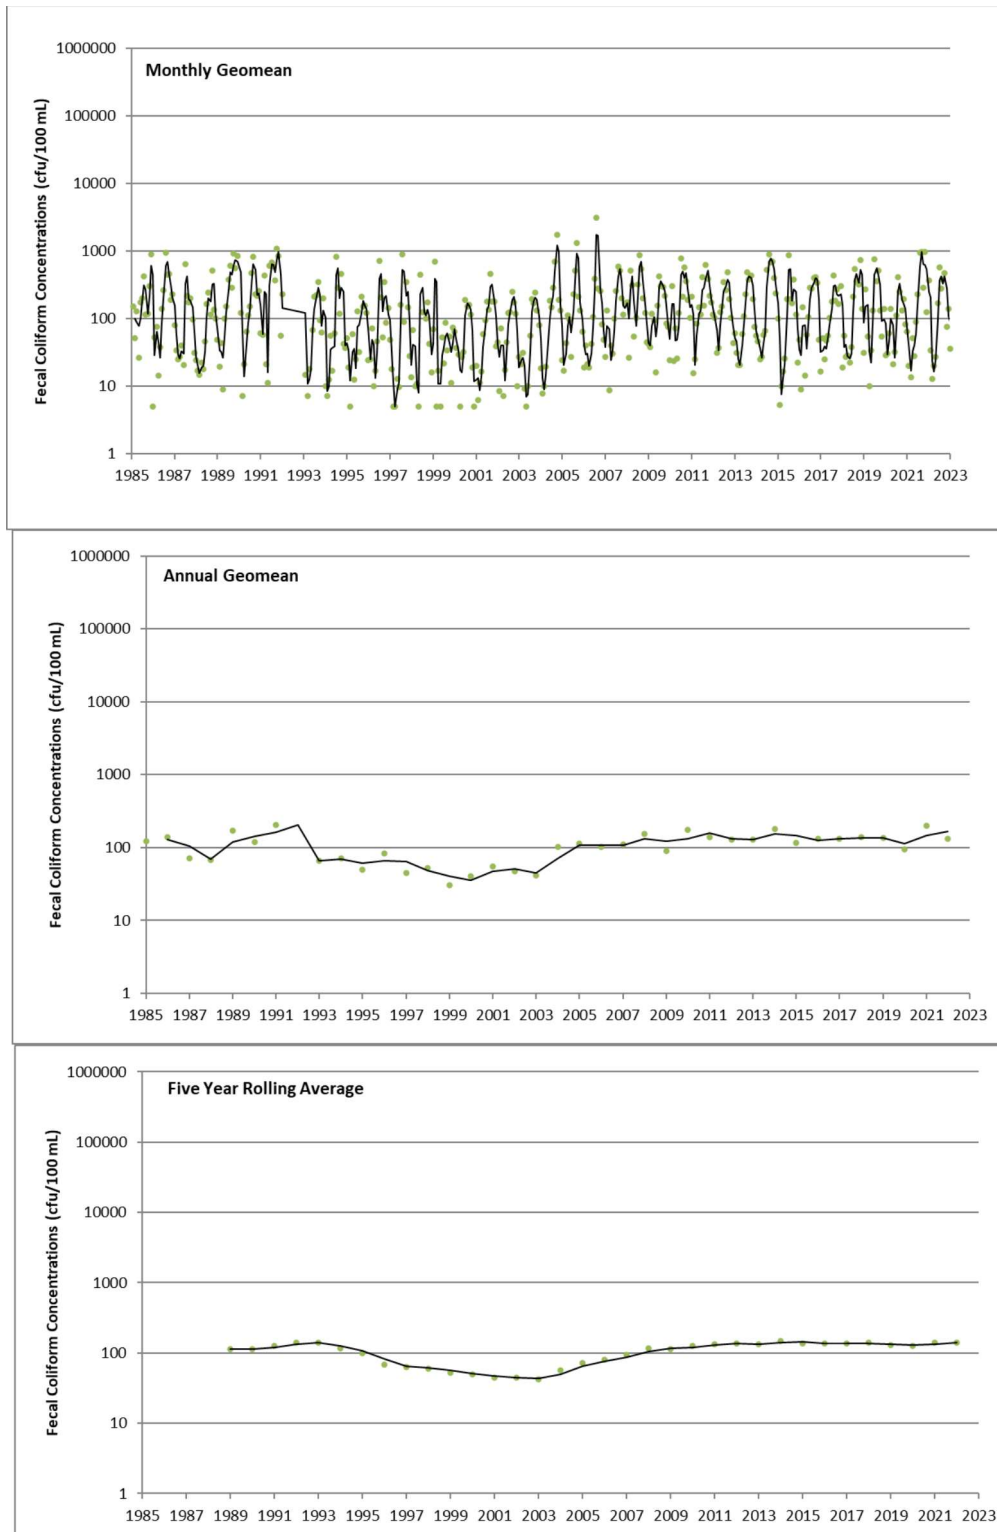 Monthly Geomean
Fecal Coliform Concentrations (cfu/100 mL)
1000000
100000
10000
1000
100
10
1
1985 1987 1989 1991 1993 1995 1997 1999 2001 2003 2005 2007 2009 2011 2013 2015 2017 2019 2021 2023
Annual Geomean
Fecal Coliform Concentrations (cfu/100 mL)
1000000
100000
10000
1000
100
10
1
1985 1987 1989 1991 1993 1995 1997 1999 2001 2003 2005 2007 2009 2011 2013 2015 2017 2019 2021 2023
Five Year Rolling Average
Fecal Coliform Concentrations (cfu/100 mL)
1000000
100000
10000
1000
100
10
1
1985 1987 1989 1991 1993 1995 1997 1999 2001 2003 2005 2007 2009 2011 2013 2015 2017 2019 2021 2023